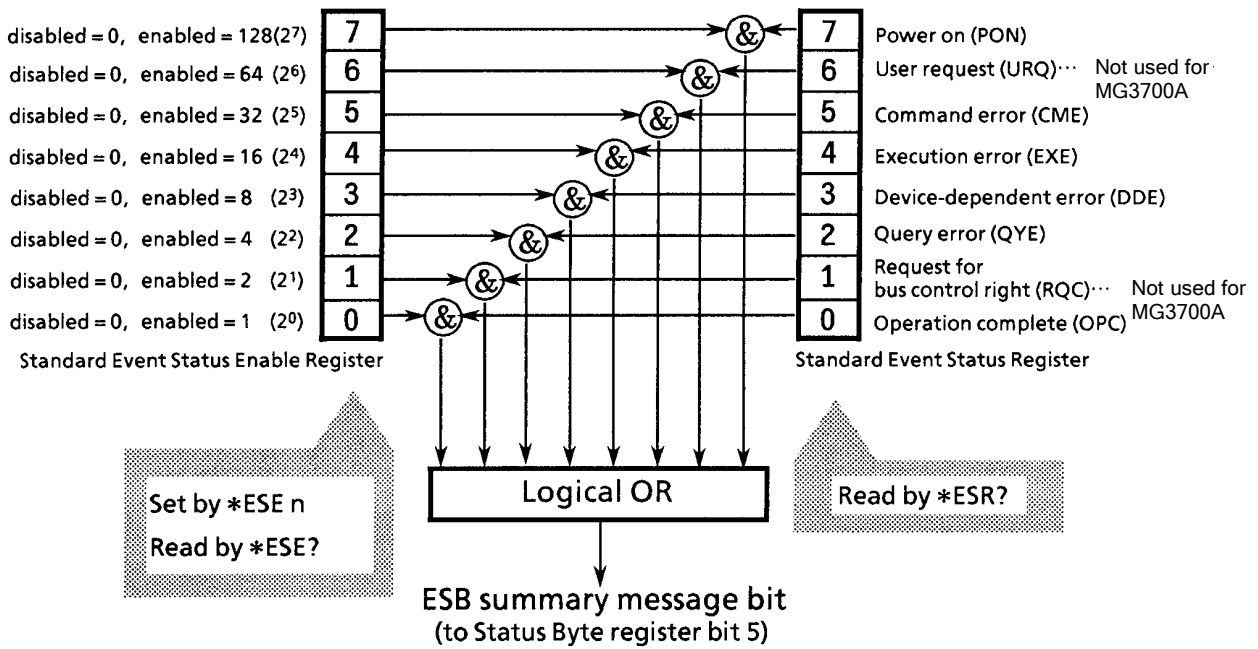 disabled = 0, enabled = 128(2⁷) 7 & 7 Power on (PON)
disabled = 0, enabled = 64 (2⁶) 6 & 6 User request (URQ)··· Not used for MG3700A
disabled = 0, enabled = 32 (2⁵) 5 & 5 Command error (CME)
disabled = 0, enabled = 16 (2⁴) 4 & 4 Execution error (EXE)
disabled = 0, enabled = 8 (2³) 3 & 3 Device-dependent error (DDE)
disabled = 0, enabled = 4 (2²) 2 & 2 Query error (QYE)
disabled = 0, enabled = 2 (2¹) 1 & 1 Request for
bus control right (RQC)··· Not used for MG3700A
disabled = 0, enabled = 1 (2⁰) 0 & 0 Operation complete (OPC)
Standard Event Status Enable Register
Standard Event Status Register
Set by *ESE n
Read by *ESE?
Logical OR
Read by *ESR?
ESB summary message bit
(to Status Byte register bit 5)